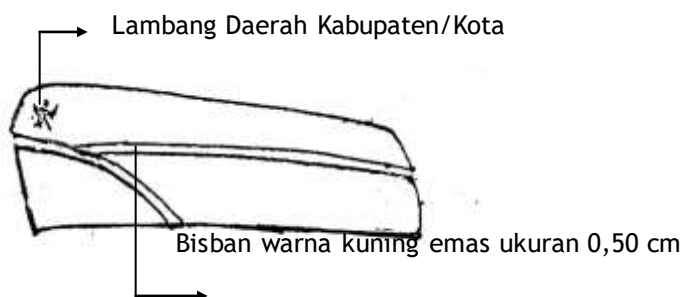 Lambang Daerah Kabupaten/Kota
Bisban warna kuning emas ukuran 0,50 cm